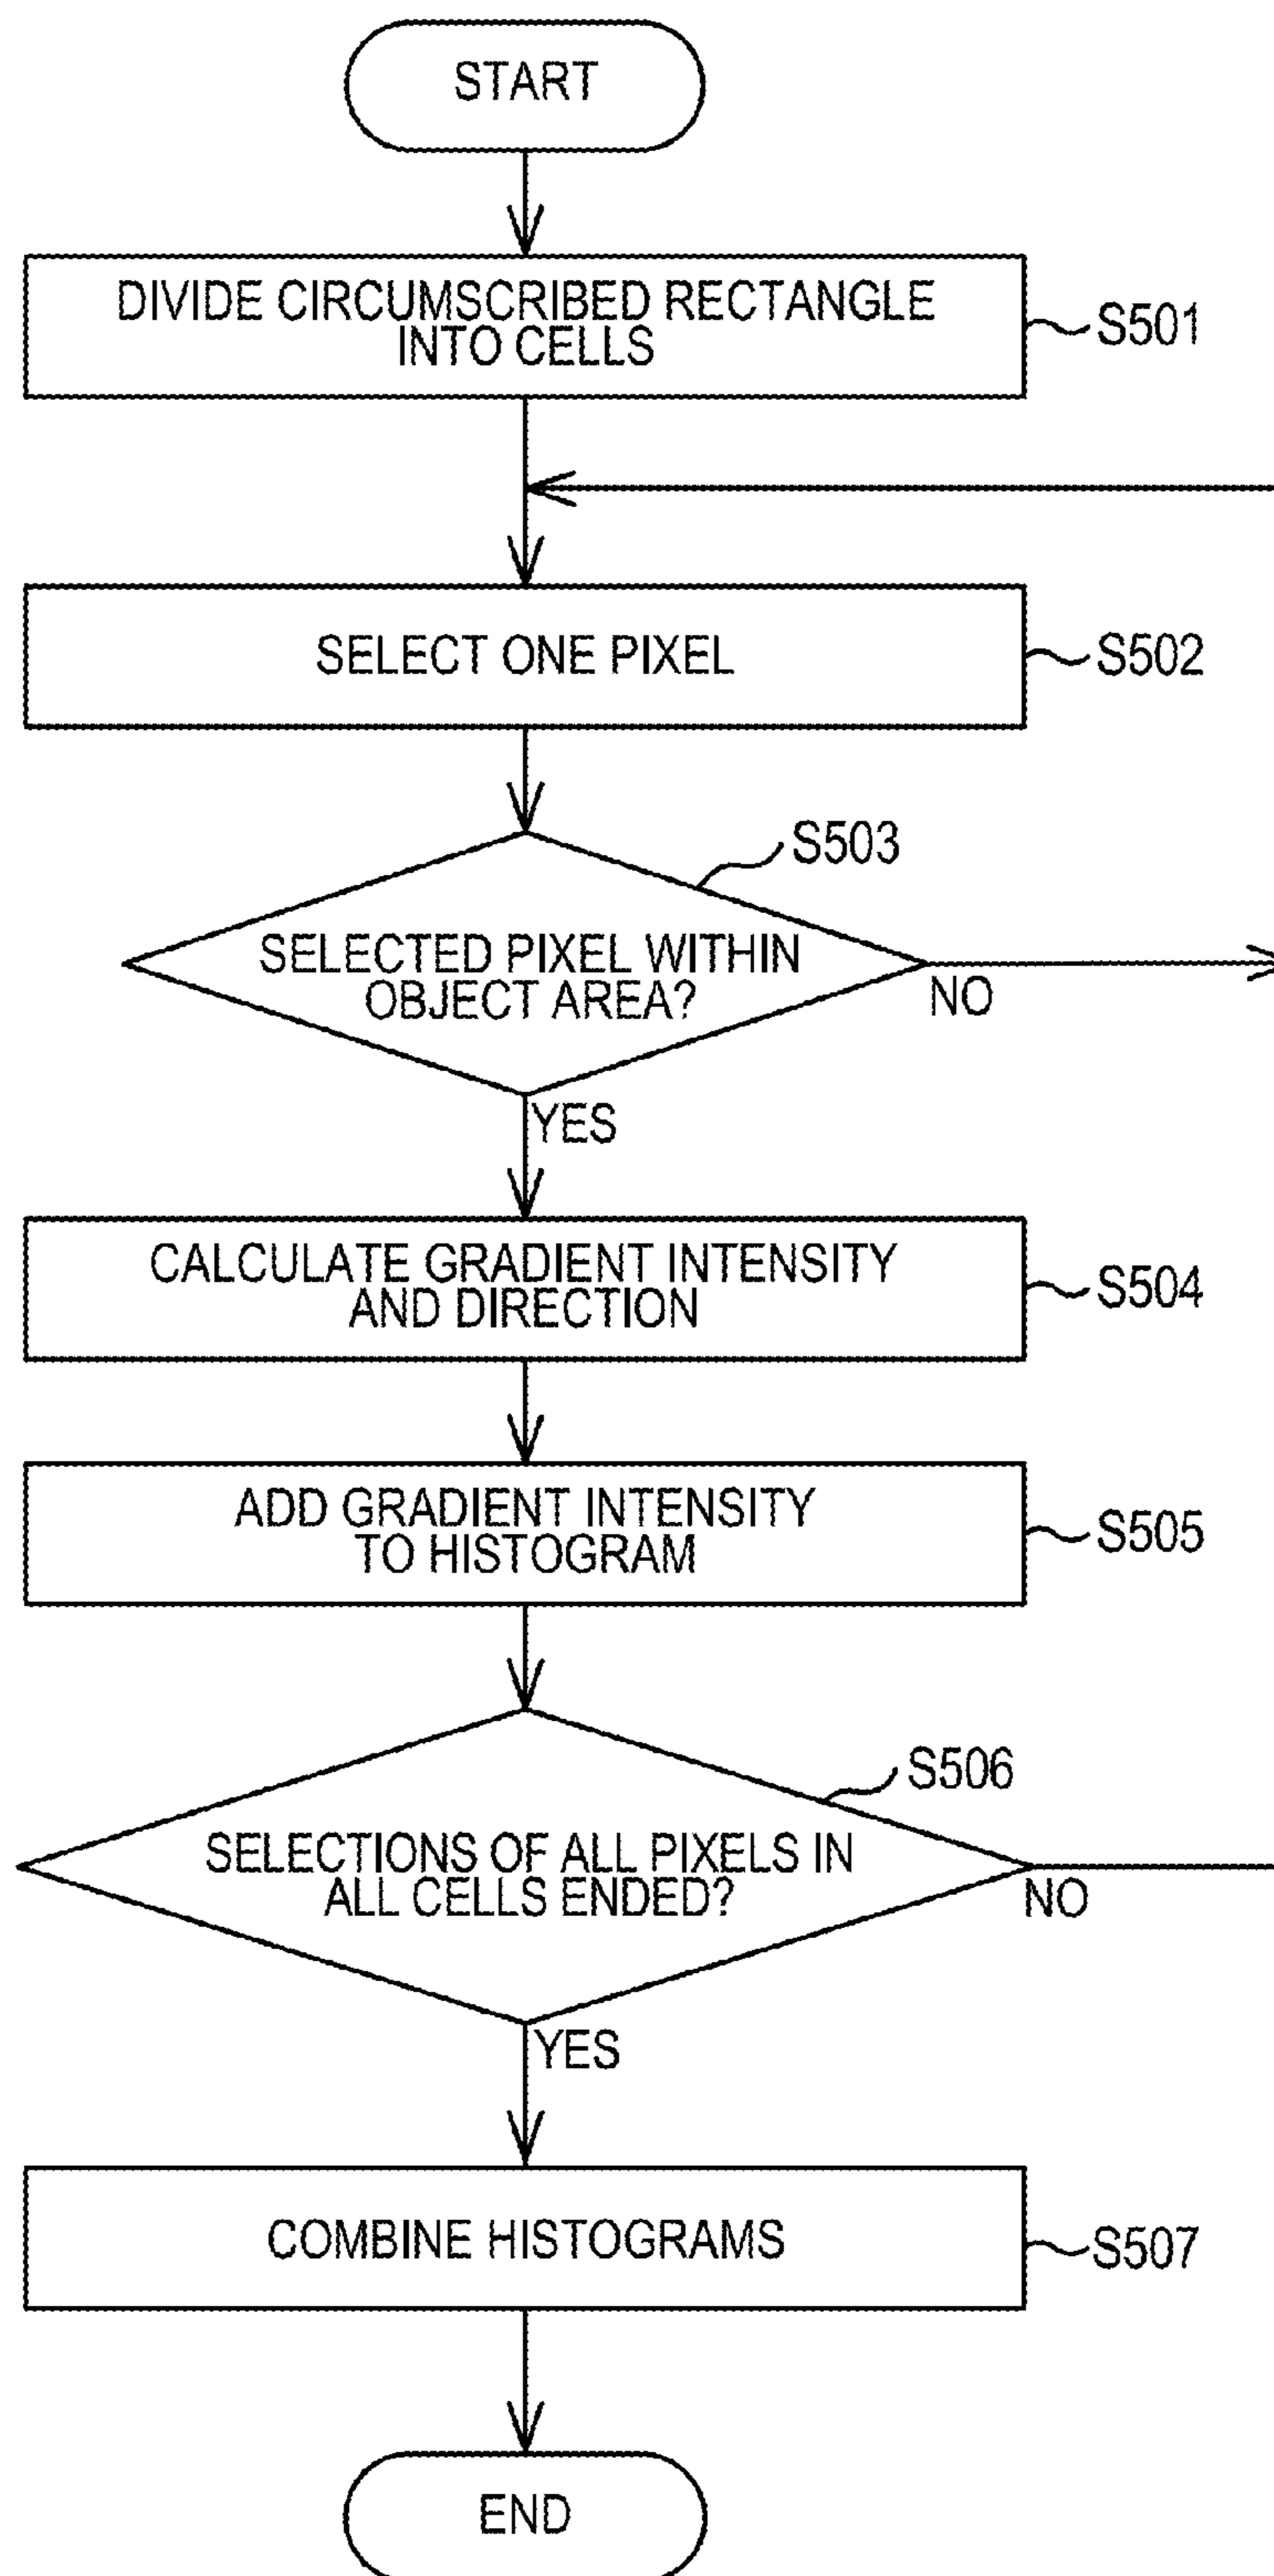 START
DIVIDE CIRCUMSCRIBED RECTANGLE
INTO CELLS
S501
SELECT ONE PIXEL
S502
S503
SELECTED PIXEL WITHIN
OBJECT AREA?
NO
YES
CALCULATE GRADIENT INTENSITY
AND DIRECTION
S504
ADD GRADIENT INTENSITY
TO HISTOGRAM
S505
S506
SELECTIONS OF ALL PIXELS IN
ALL CELLS ENDED?
NO
YES
COMBINE HISTOGRAMS
S507
END